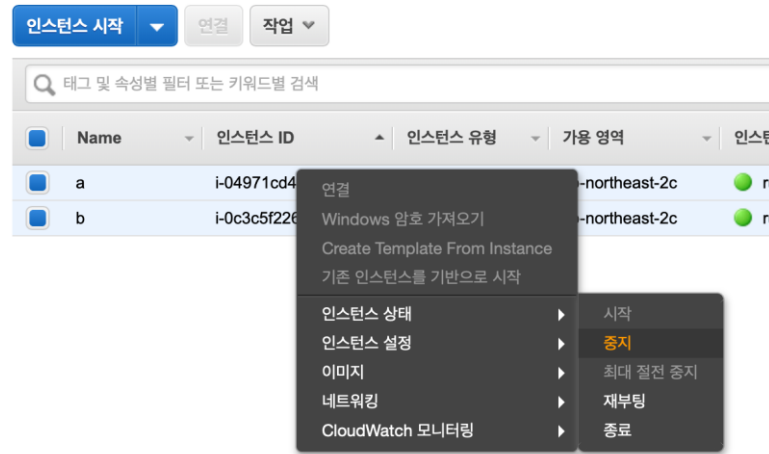 인스턴스 시작 연결 작업
태그 및 속성별 필터 또는 키워드별 검색
Name 인스턴스 ID 인스턴스 유형 가용 영역
a i-04971cd4 -northeast-2c
b i-0c3c5f226 -northeast-2c
연결
Windows 암호 가져오기
Create Template From Instance
기존 인스턴스를 기반으로 시작
인스턴스 상태
인스턴스 설정
이미지
네트워킹
CloudWatch 모니터링
시작
중지
최대 절전 중지
재부팅
종료